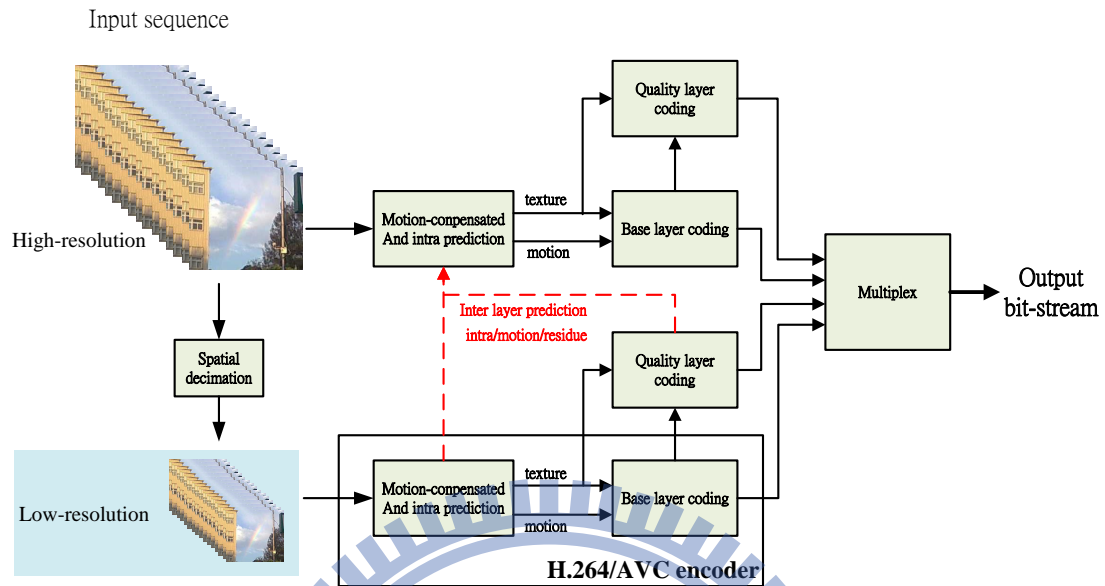 Input sequence
High-resolution
Spatial
decimation
Low-resolution
Motion-conpensated
And intra prediction
texture
motion
Quality layer
coding
Base layer coding
Inter layer prediction
intra/motion/residue
Quality layer
coding
Motion-conpensated
And intra prediction
texture
motion
Base layer coding
H.264/AVC encoder
Multiplex
Output
bit-stream